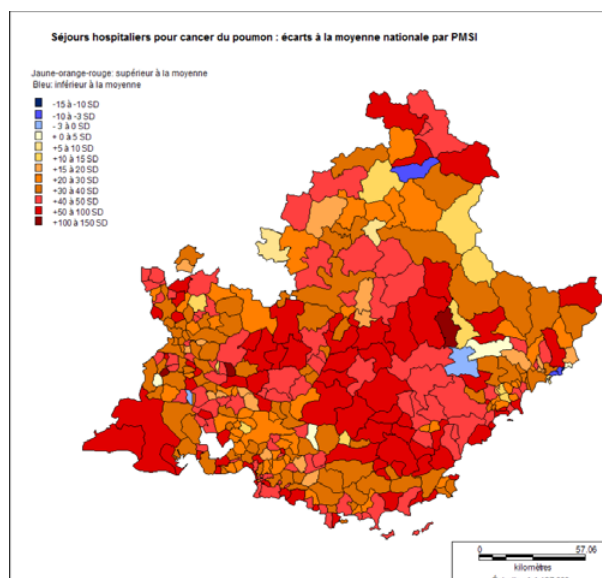 Séjours hospitaliers pour cancer du poumon : écarts à la moyenne nationale par PMSI
Jaune-orange-rouge: supérieur à la moyenne
Bleu: inférieur à la moyenne
-15 à -10 SD
-10 à -3 SD
- 3 à 0 SD
+ 0 à 5 SD
+5 à 10 SD
+10 à 15 SD
+15 à 20 SD
+20 à 30 SD
+30 à 40 SD
+40 à 50 SD
+50 à 100 SD
+100 à 150 SD
0 57.06
kilomètres